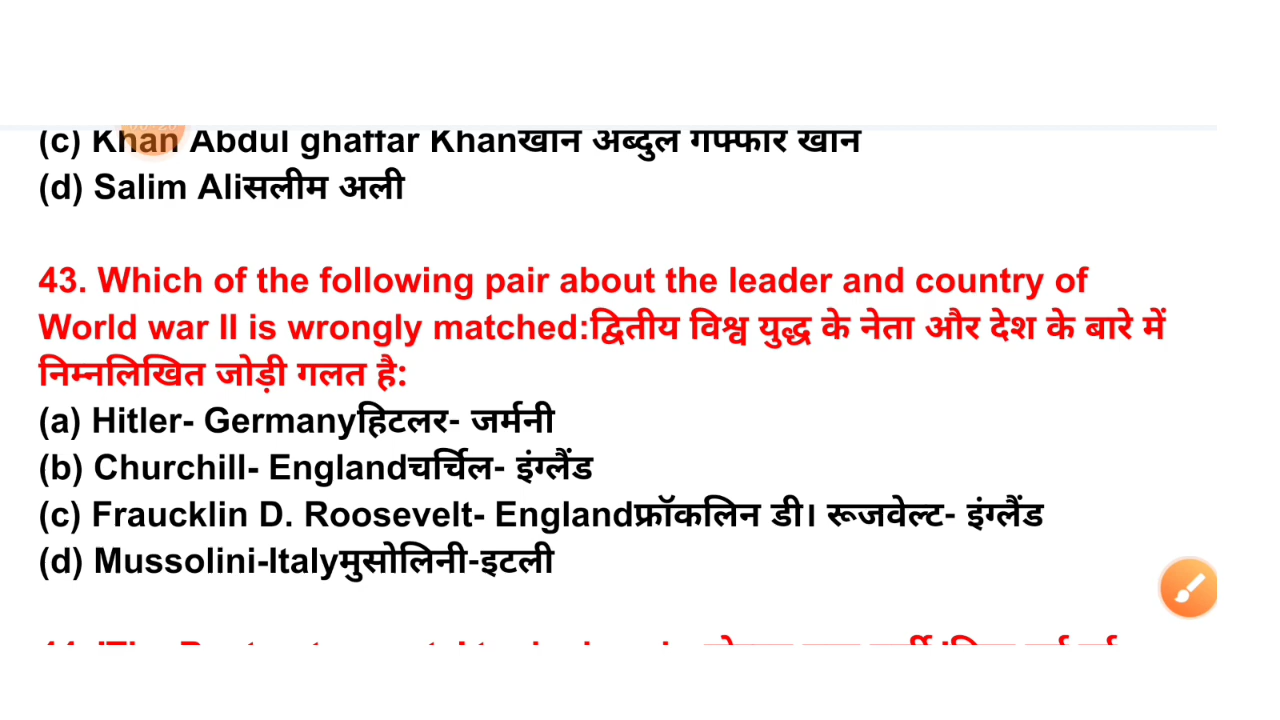 (c) Khan Abdul ghaffar Khanखान अब्दुल गफ्फार खान
(d) Salim Aliसलीम अली
43. Which of the following pair about the leader and country of
World war II is wrongly matched:द्वितीय विश्व युद्ध के नेता और देश के बारे में
निम्नलिखित जोड़ी गलत है:
(a) Hitler- Germanyहिटलर- जर्मनी
(b) Churchill- Englandचर्चिल- इंग्लैंड
(c) Fraucklin D. Roosevelt- Englandफ्रॉकलिन डी। रूजवेल्ट- इंग्लैंड
(d) Mussolini-Italyमुसोलिनी-इटली